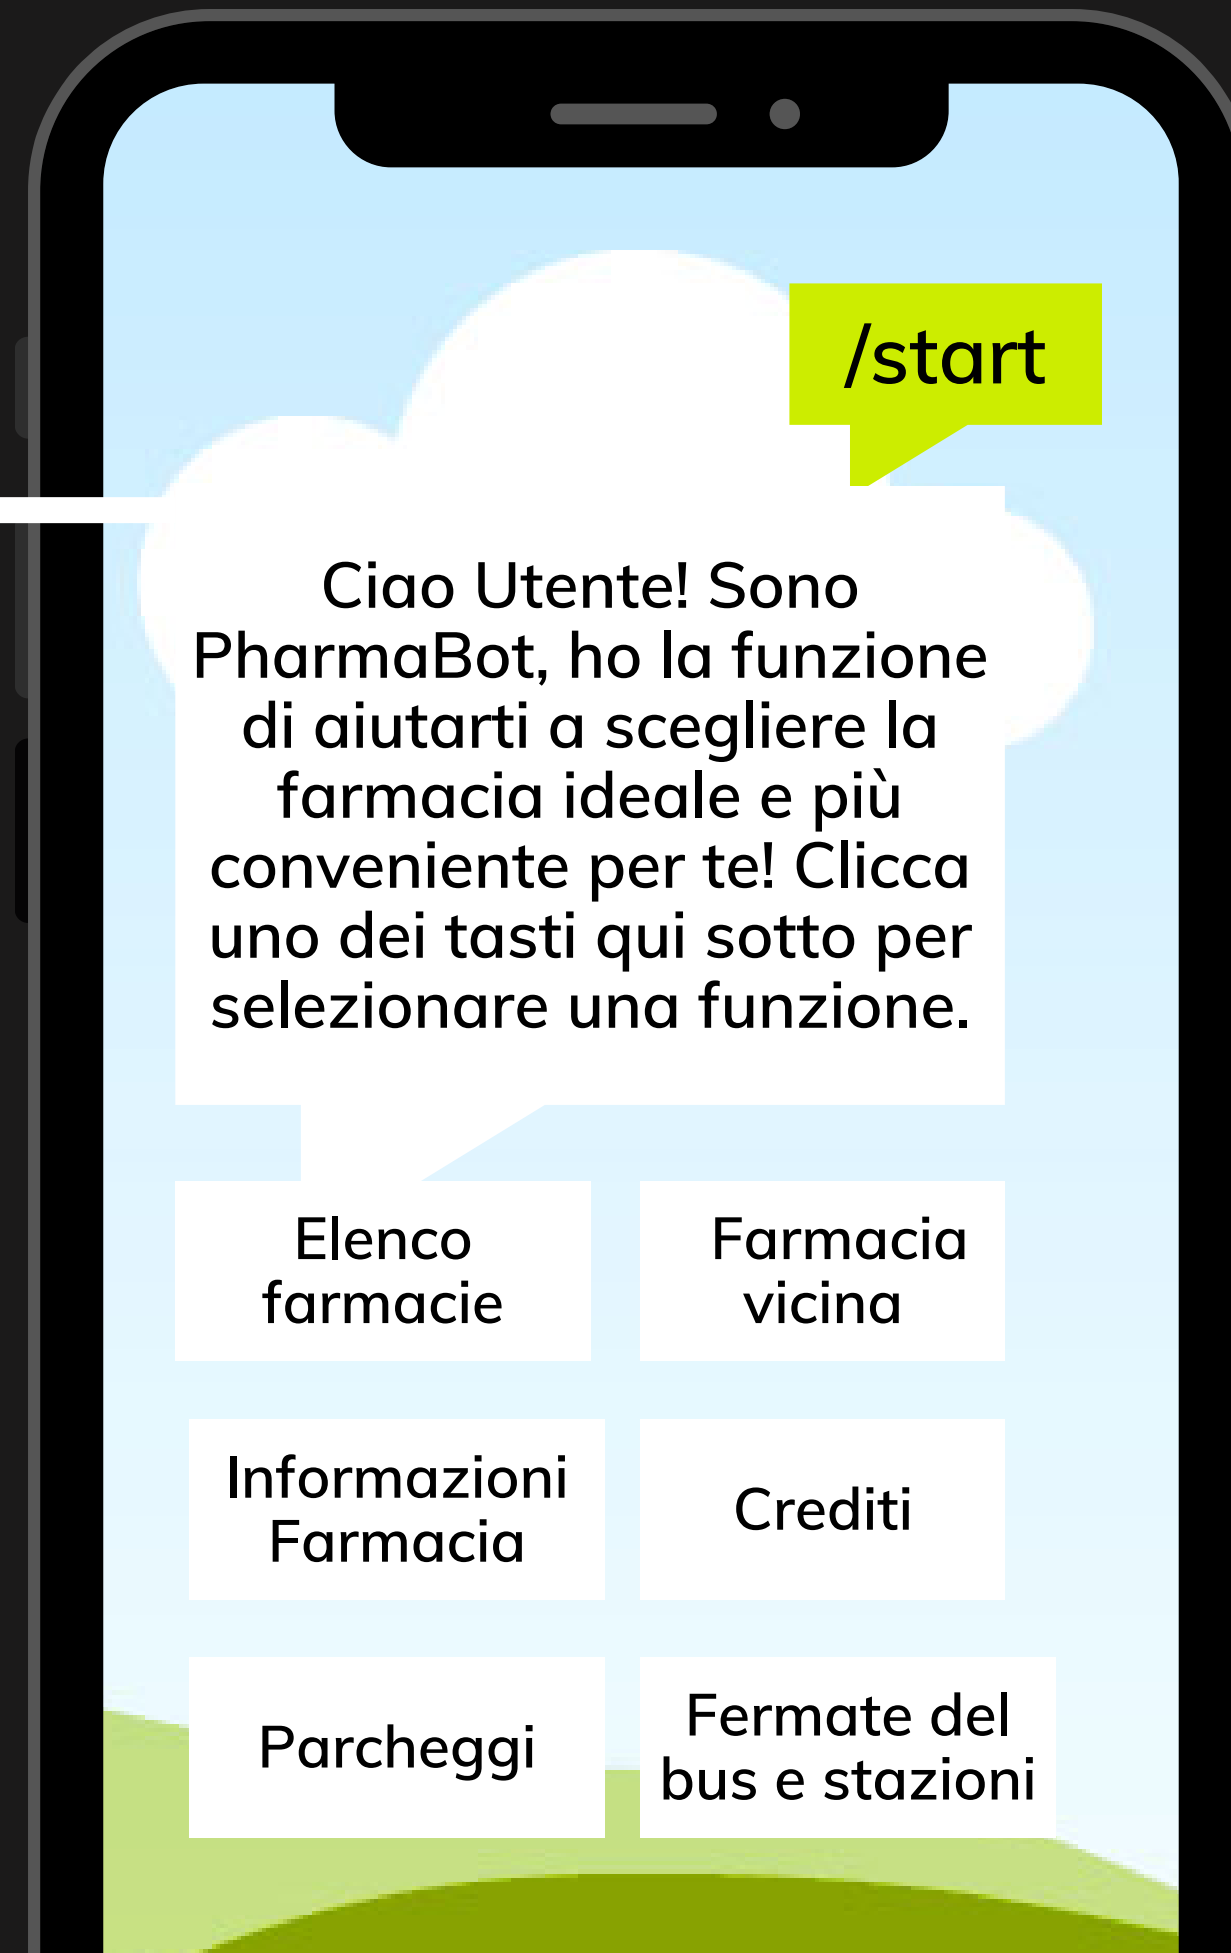 /start
Ciao Utente! Sono
PharmaBot, ho la funzione
di aiutarti a scegliere la
farmacia ideale e più
conveniente per te! Clicca
uno dei tasti qui sotto per
selezionare una funzione.
Elenco
farmacie
Farmacia
vicina
Informazioni
Farmacia
Crediti
Parcheggi
Fermate del
bus e stazioni